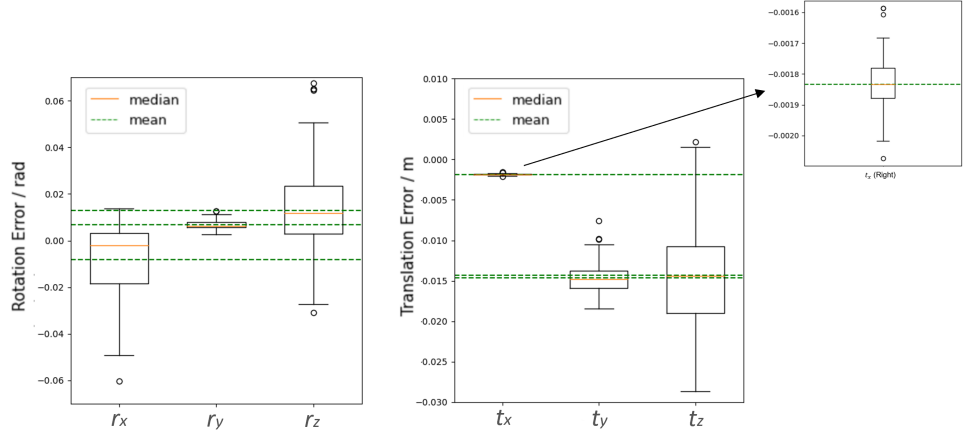 Rotation Error / rad
0.06
0.04
0.02
0.00
−0.02
−0.04
−0.06
median
mean
rx
ry
rz
Translation Error / m
0.010
0.005
0.000
-0.005
-0.010
-0.015
-0.020
-0.025
-0.030
median
mean
tx
ty
tz
−0.0016
−0.0017
−0.0018
−0.0019
−0.0020
tx (Right)